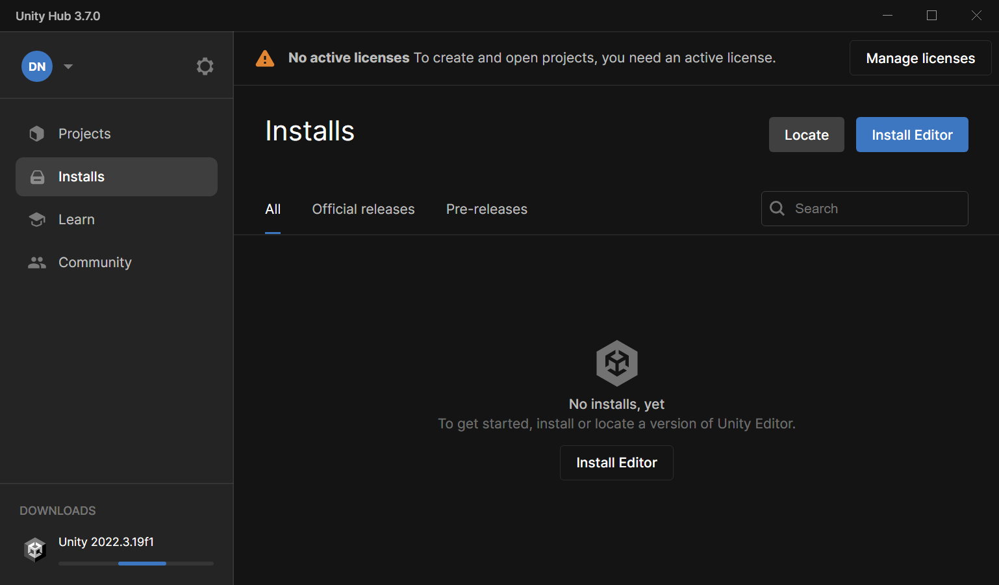 Unity Hub 3.7.0
DN
No active licenses To create and open projects, you need an active license.
Manage licenses
Projects
Installs
Learn
Community
Installs
Locate
Install Editor
All
Official releases
Pre-releases
Search
No installs, yet
To get started, install or locate a version of Unity Editor.
Install Editor
DOWNLOADS
Unity 2022.3.19f1